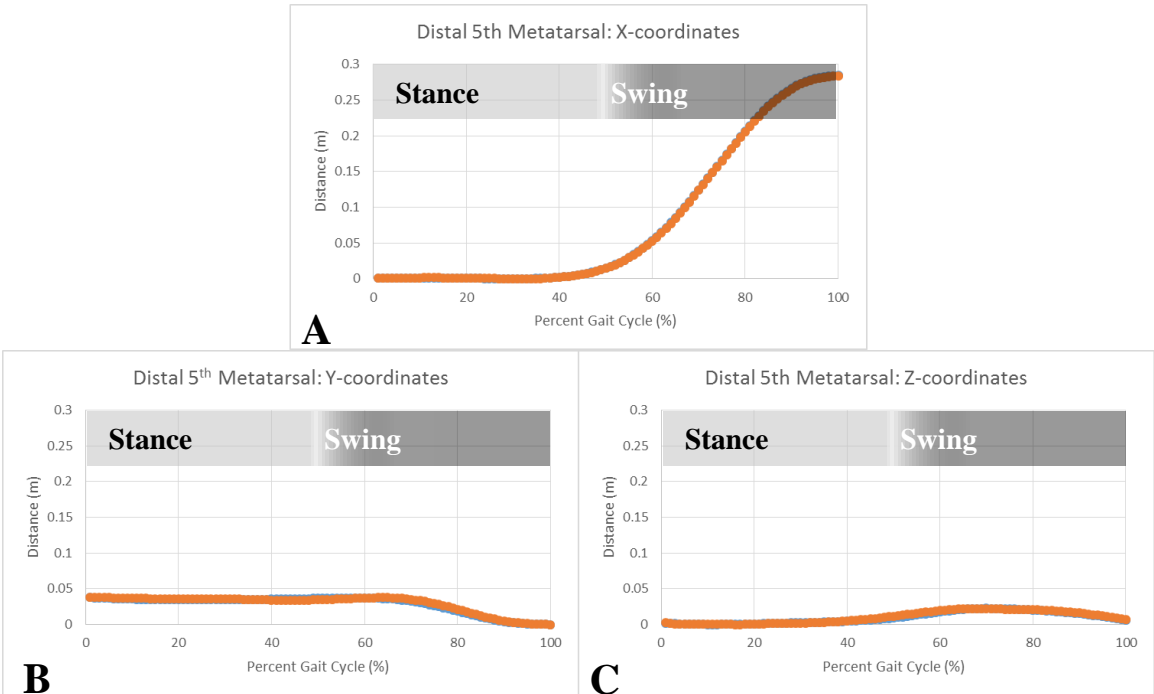 Distal 5th Metatarsal: X-coordinates
0.3
Stance
Swing
0.25
0.2
0.15
0.1
0.05
0
Distance (m)
0 20 40 60 80 100
Percent Gait Cycle (%)
A
Distal 5th Metatarsal: Y-coordinates
0.3
Stance
Swing
0.25
0.2
0.15
0.1
0.05
0
Distance (m)
0 20 40 60 80 100
Percent Gait Cycle (%)
B
Distal 5th Metatarsal: Z-coordinates
0.3
Stance
Swing
0.25
0.2
0.15
0.1
0.05
0
Distance (m)
0 20 40 60 80 100
Percent Gait Cycle (%)
C